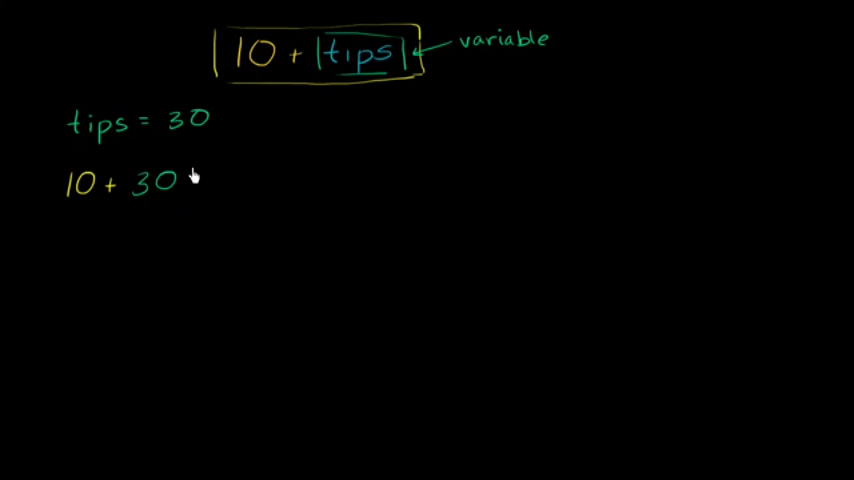 10 + tips
variable
tips = 30
10 + 30